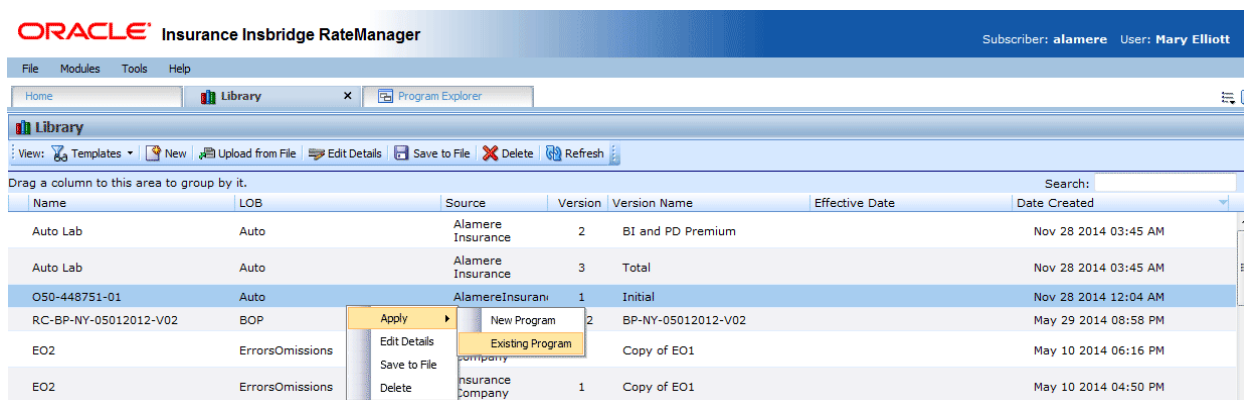 ORACLE® Insurance Insbridge RateManager
Subscriber: alamere User: Mary Elliott
File Modules Tools Help
Home Library x Program Explorer
Library
View: Templates New Upload from File Edit Details Save to File Delete Refresh
Drag a column to this area to group by it. Search:
Name LOB Source Version Version Name Effective Date Date Created
Auto Lab Auto Alamere Insurance 2 BI and PD Premium Nov 28 2014 03:45 AM
Auto Lab Auto Alamere Insurance 3 Total Nov 28 2014 03:45 AM
O50-448751-01 Auto AlamereInsuranc 1 Initial Nov 28 2014 12:04 AM
RC-BP-NY-05012012-V02 BOP 2 BP-NY-05012012-V02 May 29 2014 08:58 PM
EO2 ErrorsOmissions Company Copy of EO1 May 10 2014 06:16 PM
EO2 ErrorsOmissions Insurance Company 1 Copy of EO1 May 10 2014 04:50 PM
Apply
Edit Details
Save to File
Delete
New Program
Existing Program